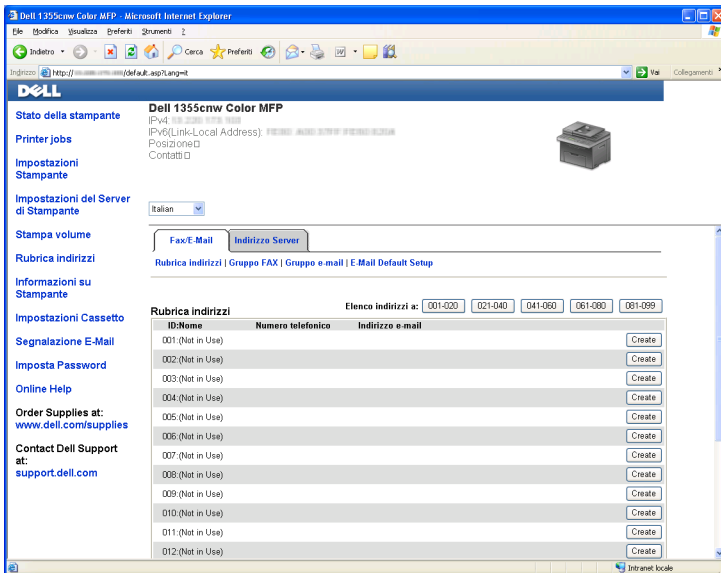 Dell 1355cnw Color MFP - Microsoft Internet Explorer
File Modifica Visualizza Preferiti Strumenti ?
Indietro Cerca Preferiti
Indirizzo http:// /default.asp?Lang=it Vai Collegamenti
DELL
Stato della stampante
Printer jobs
Impostazioni
Stampante
Impostazioni del Server
di Stampante
Stampa volume
Rubrica indirizzi
Informazioni su
Stampante
Impostazioni Cassetto
Segnalazione E-Mail
Imposta Password
Online Help
Order Supplies at:
www.dell.com/supplies
Contact Dell Support
at:
support.dell.com
Dell 1355cnw Color MFP
IPv4:
IPv6(Link-Local Address):
Posizione
Contatti
Italian
Fax/E-Mail Indirizzo Server
Rubrica indirizzi | Gruppo FAX | Gruppo e-mail | E-Mail Default Setup
Rubrica indirizzi Elenco indirizzi a: 001-020 021-040 041-060 061-080 081-099
ID:Nome Numero telefonico Indirizzo e-mail
001:(Not in Use) Create
002:(Not in Use) Create
003:(Not in Use) Create
004:(Not in Use) Create
005:(Not in Use) Create
006:(Not in Use) Create
007:(Not in Use) Create
008:(Not in Use) Create
009:(Not in Use) Create
010:(Not in Use) Create
011:(Not in Use) Create
012:(Not in Use) Create
Intranet locale